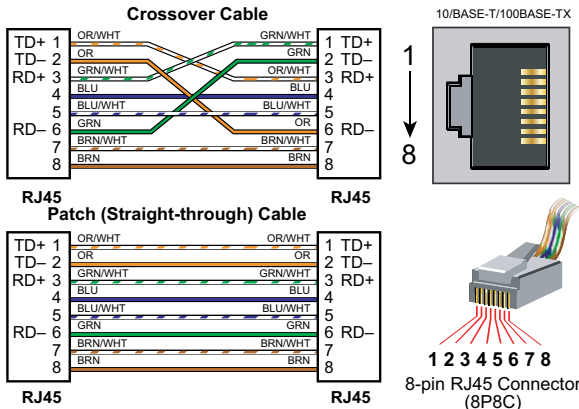 Crossover Cable
TD+ 1 OR/WHT GRN/WHT 1 TD+
TD– 2 OR GRN 2 TD–
RD+ 3 GRN/WHT OR/WHT 3 RD+
4 BLU BLU 4
5 BLU/WHT BLU/WHT 5
RD– 6 GRN OR 6 RD–
7 BRN/WHT BRN/WHT 7
8 BRN BRN 8
RJ45 RJ45
10/BASE-T/100BASE-TX
1
8
Patch (Straight-through) Cable
TD+ 1 OR/WHT OR/WHT 1 TD+
TD– 2 OR OR 2 TD–
RD+ 3 GRN/WHT GRN/WHT 3 RD+
4 BLU BLU 4
5 BLU/WHT BLU/WHT 5
RD– 6 GRN GRN 6 RD–
7 BRN/WHT BRN/WHT 7
8 BRN BRN 8
RJ45 RJ45
1 2 3 4 5 6 7 8
8-pin RJ45 Connector
(8P8C)